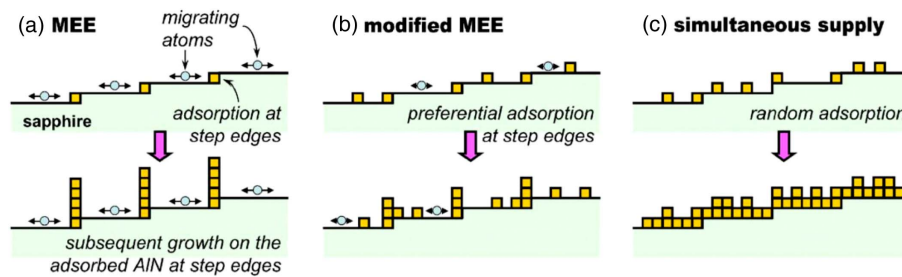 (a) MEE
migrating
atoms
sapphire
adsorption at
step edges
subsequent growth on the
adsorbed AlN at step edges
(b) modified MEE
preferential adsorption
at step edges
(c) simultaneous supply
random adsorption